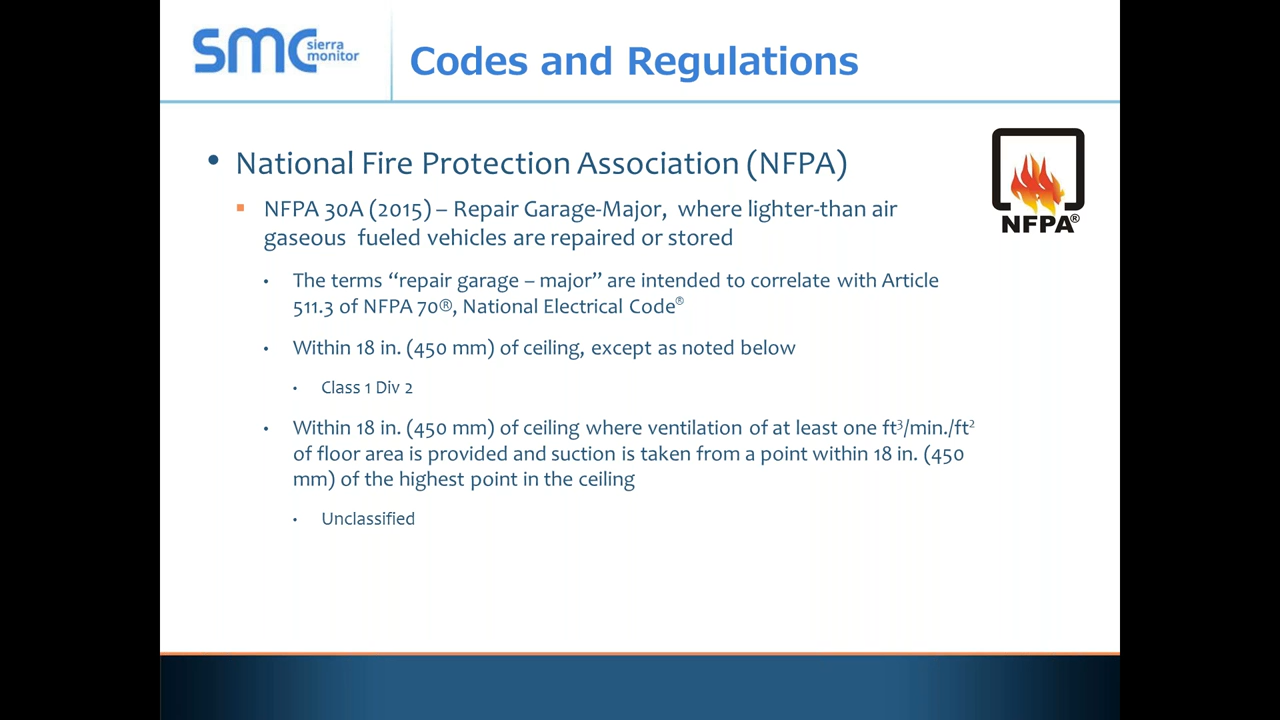 SMC sierra monitor
Codes and Regulations
• National Fire Protection Association (NFPA)
NFPA®
▪ NFPA 30A (2015) – Repair Garage-Major, where lighter-than air
gaseous fueled vehicles are repaired or stored
• The terms “repair garage – major” are intended to correlate with Article
511.3 of NFPA 70®, National Electrical Code®
• Within 18 in. (450 mm) of ceiling, except as noted below
• Class 1 Div 2
• Within 18 in. (450 mm) of ceiling where ventilation of at least one ft³/min./ft²
of floor area is provided and suction is taken from a point within 18 in. (450
mm) of the highest point in the ceiling
• Unclassified